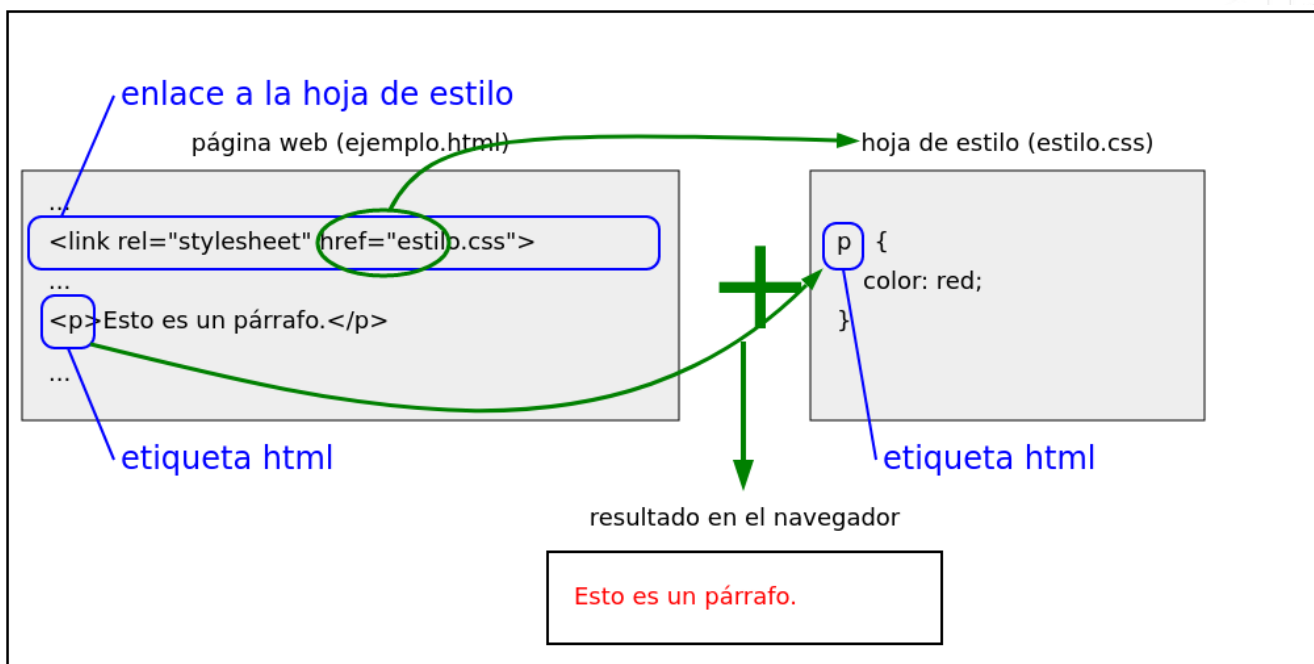 enlace a la hoja de estilo
página web (ejemplo.html)
hoja de estilo (estilo.css)
...
<link rel="stylesheet" href="estilo.css">
...
<p>Esto es un párrafo.</p>
...
p {
color: red;
}
etiqueta html
etiqueta html
resultado en el navegador
Esto es un párrafo.